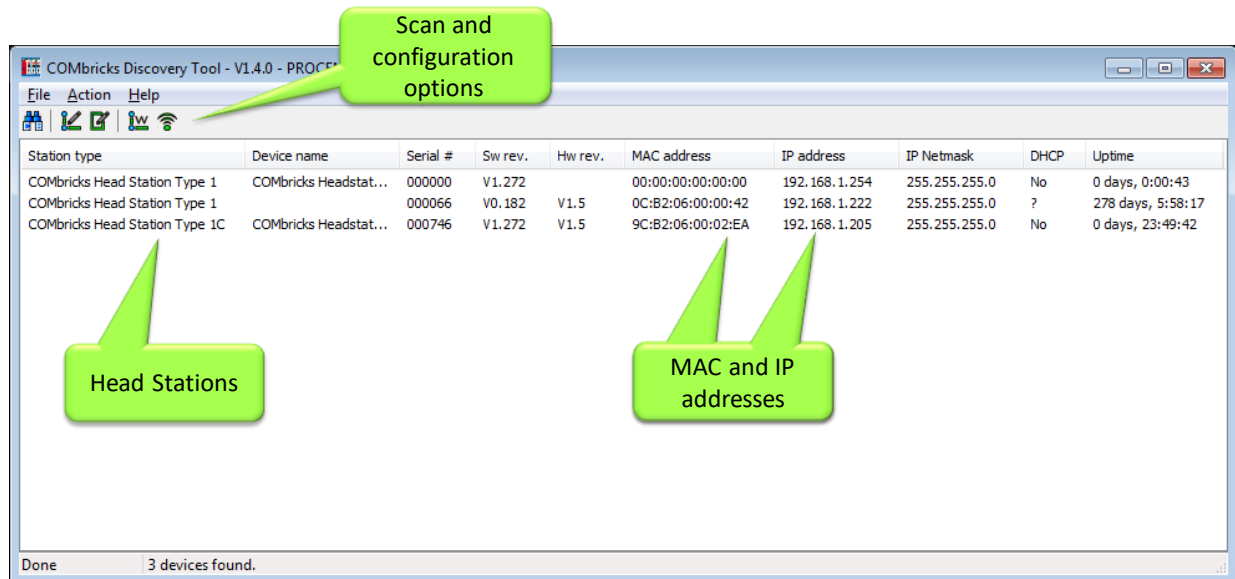 Scan and
configuration
options
COMbricks Discovery Tool - V1.4.0 -
File Action Help
Station type Device name Serial # Sw rev. Hw rev. MAC address IP address IP Netmask DHCP Uptime
COMbricks Head Station Type 1 COMbricks Headstat... 000000 V1.272 00:00:00:00:00:00 192.168.1.254 255.255.255.0 No 0 days, 0:00:43
COMbricks Head Station Type 1 000066 V0.182 V1.5 0C:B2:06:00:00:42 192.168.1.222 255.255.255.0 ? 278 days, 5:58:17
COMbricks Head Station Type 1C COMbricks Headstat... 000746 V1.272 V1.5 9C:B2:06:00:02:EA 192.168.1.205 255.255.255.0 No 0 days, 23:49:42
Head Stations
MAC and IP
addresses
Done 3 devices found.